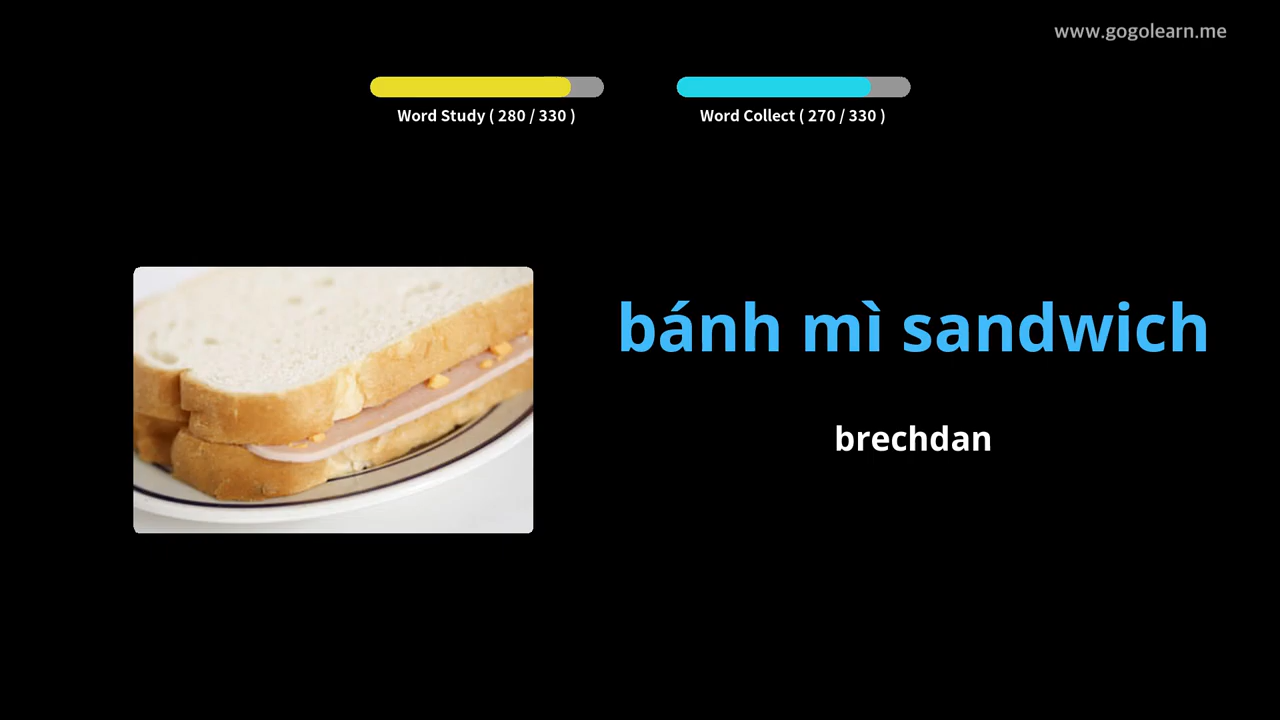 www.gogolearn.me
Word Study ( 280 / 330 )
Word Collect ( 270 / 330 )
bánh mì sandwich
brechdan